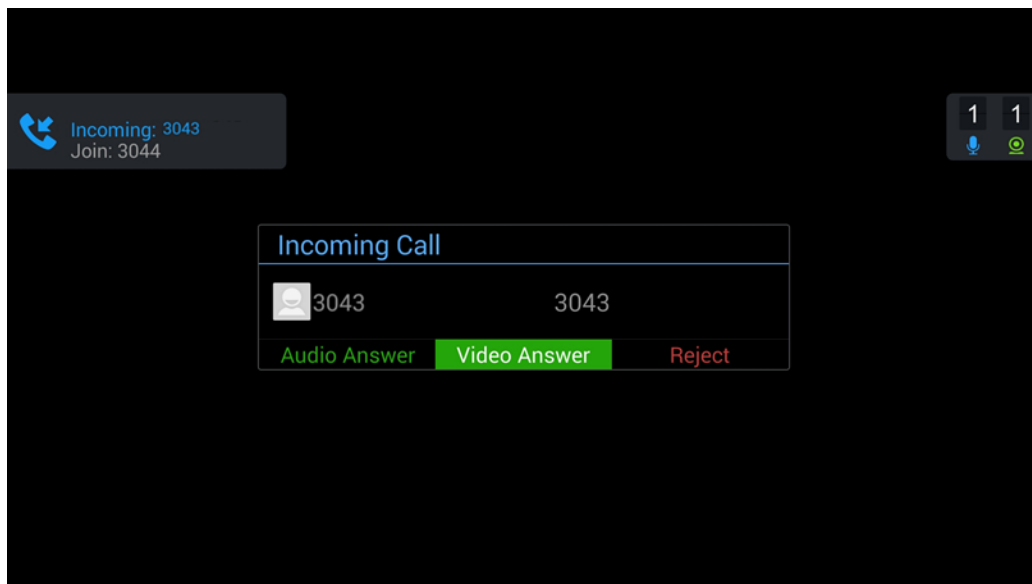 Incoming: 3043
Join: 3044
1 1
Incoming Call
3043 3043
Audio Answer Video Answer Reject